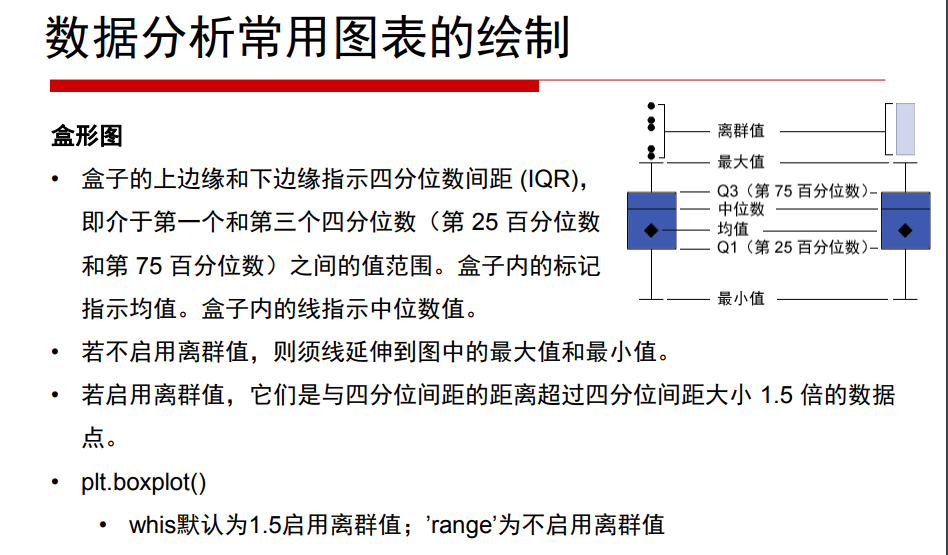 数据分析常用图表的绘制
盒形图
• 盒子的上边缘和下边缘指示四分位数间距 (IQR)，
即介于第一个和第三个四分位数（第 25 百分位数
和第 75 百分位数）之间的值范围。盒子内的标记
指示均值。盒子内的线指示中位数值。
• 若不启用离群值，则须线延伸到图中的最大值和最小值。
• 若启用离群值，它们是与四分位间距的距离超过四分位间距大小 1.5 倍的数据
点。
• plt.boxplot()
• whis默认为1.5启用离群值；’range’为不启用离群值
离群值
最大值
Q3（第 75 百分位数）
中位数
均值
Q1（第 25 百分位数）
最小值